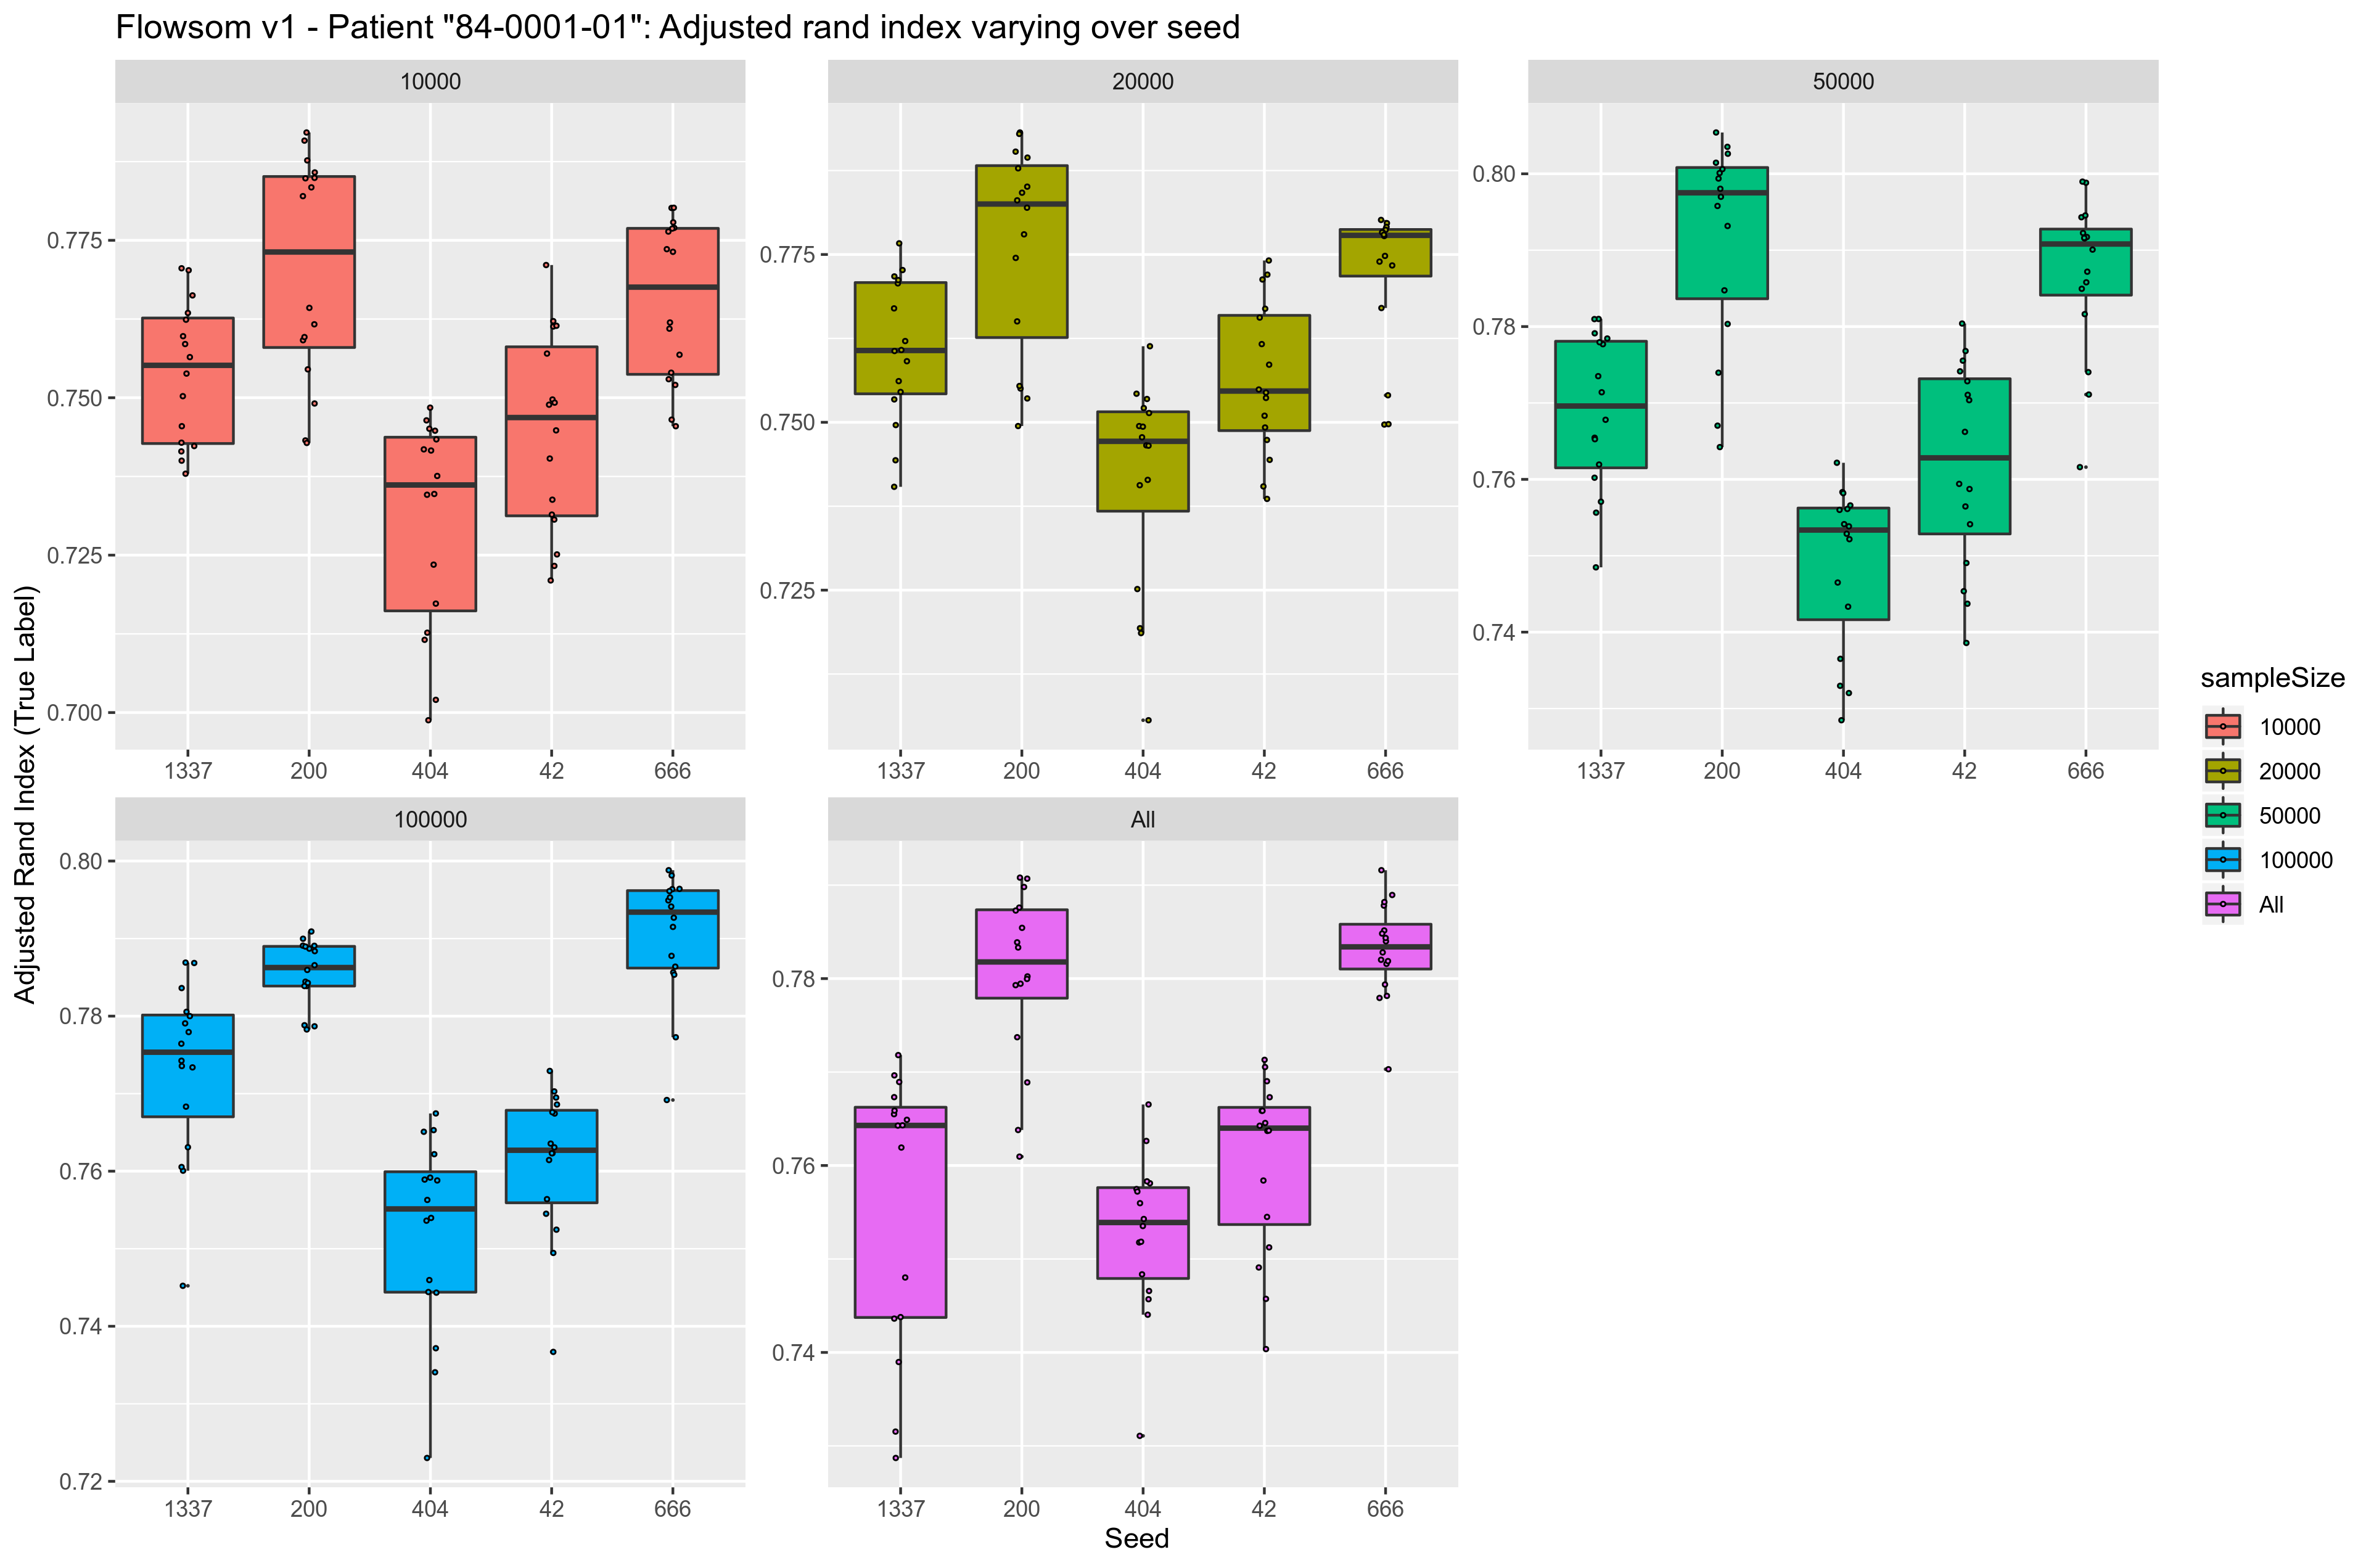 Flowsom v1 - Patient "84-0001-01": Adjusted rand index varying over seed
10000
20000
50000
0.775
0.750
0.725
0.700
0.775
0.750
0.725
0.80
0.78
0.76
0.74
1337 200 404 42 666
1337 200 404 42 666
1337 200 404 42 666
Adjusted Rand Index (True Label)
100000
All
0.80
0.78
0.76
0.74
0.72
0.78
0.76
0.74
1337 200 404 42 666
1337 200 404 42 666
Seed
sampleSize
10000
20000
50000
100000
All